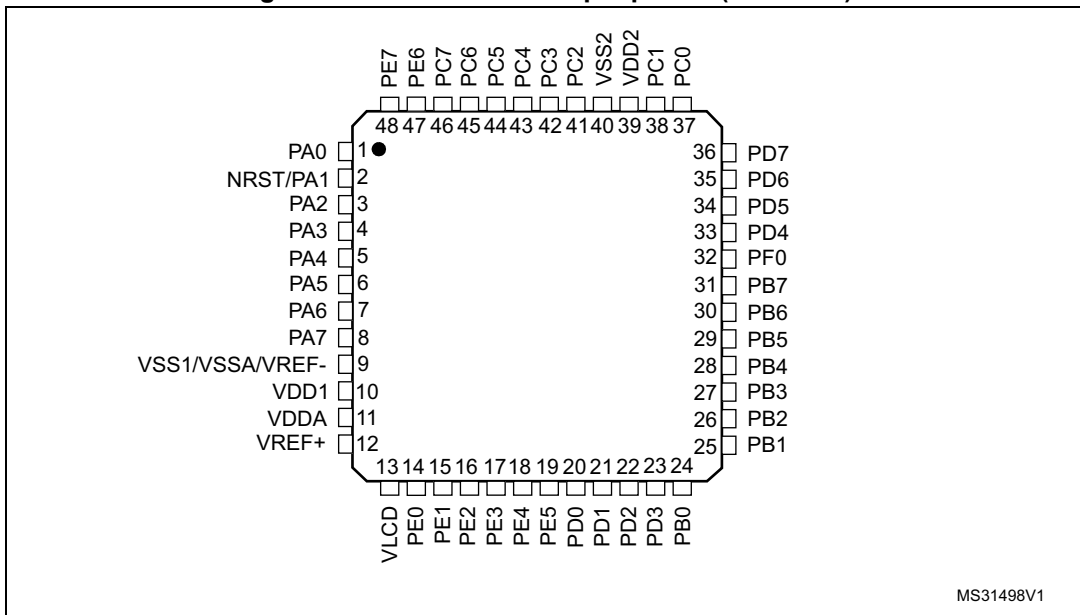 PE7 PE6 PC7 PC6 PC5 PC4 PC3 PC2 VSS2 VDD2 PC1 PC0
48 47 46 45 44 43 42 41 40 39 38 37
PA0 1 36 PD7
NRST/PA1 2 35 PD6
PA2 3 34 PD5
PA3 4 33 PD4
PA4 5 32 PF0
PA5 6 31 PB7
PA6 7 30 PB6
PA7 8 29 PB5
VSS1/VSSA/VREF- 9 28 PB4
VDD1 10 27 PB3
VDDA 11 26 PB2
VREF+ 12 25 PB1
13 14 15 16 17 18 19 20 21 22 23 24
VLCD PE0 PE1 PE2 PE3 PE4 PE5 PD0 PD1 PD2 PD3 PB0
MS31498V1